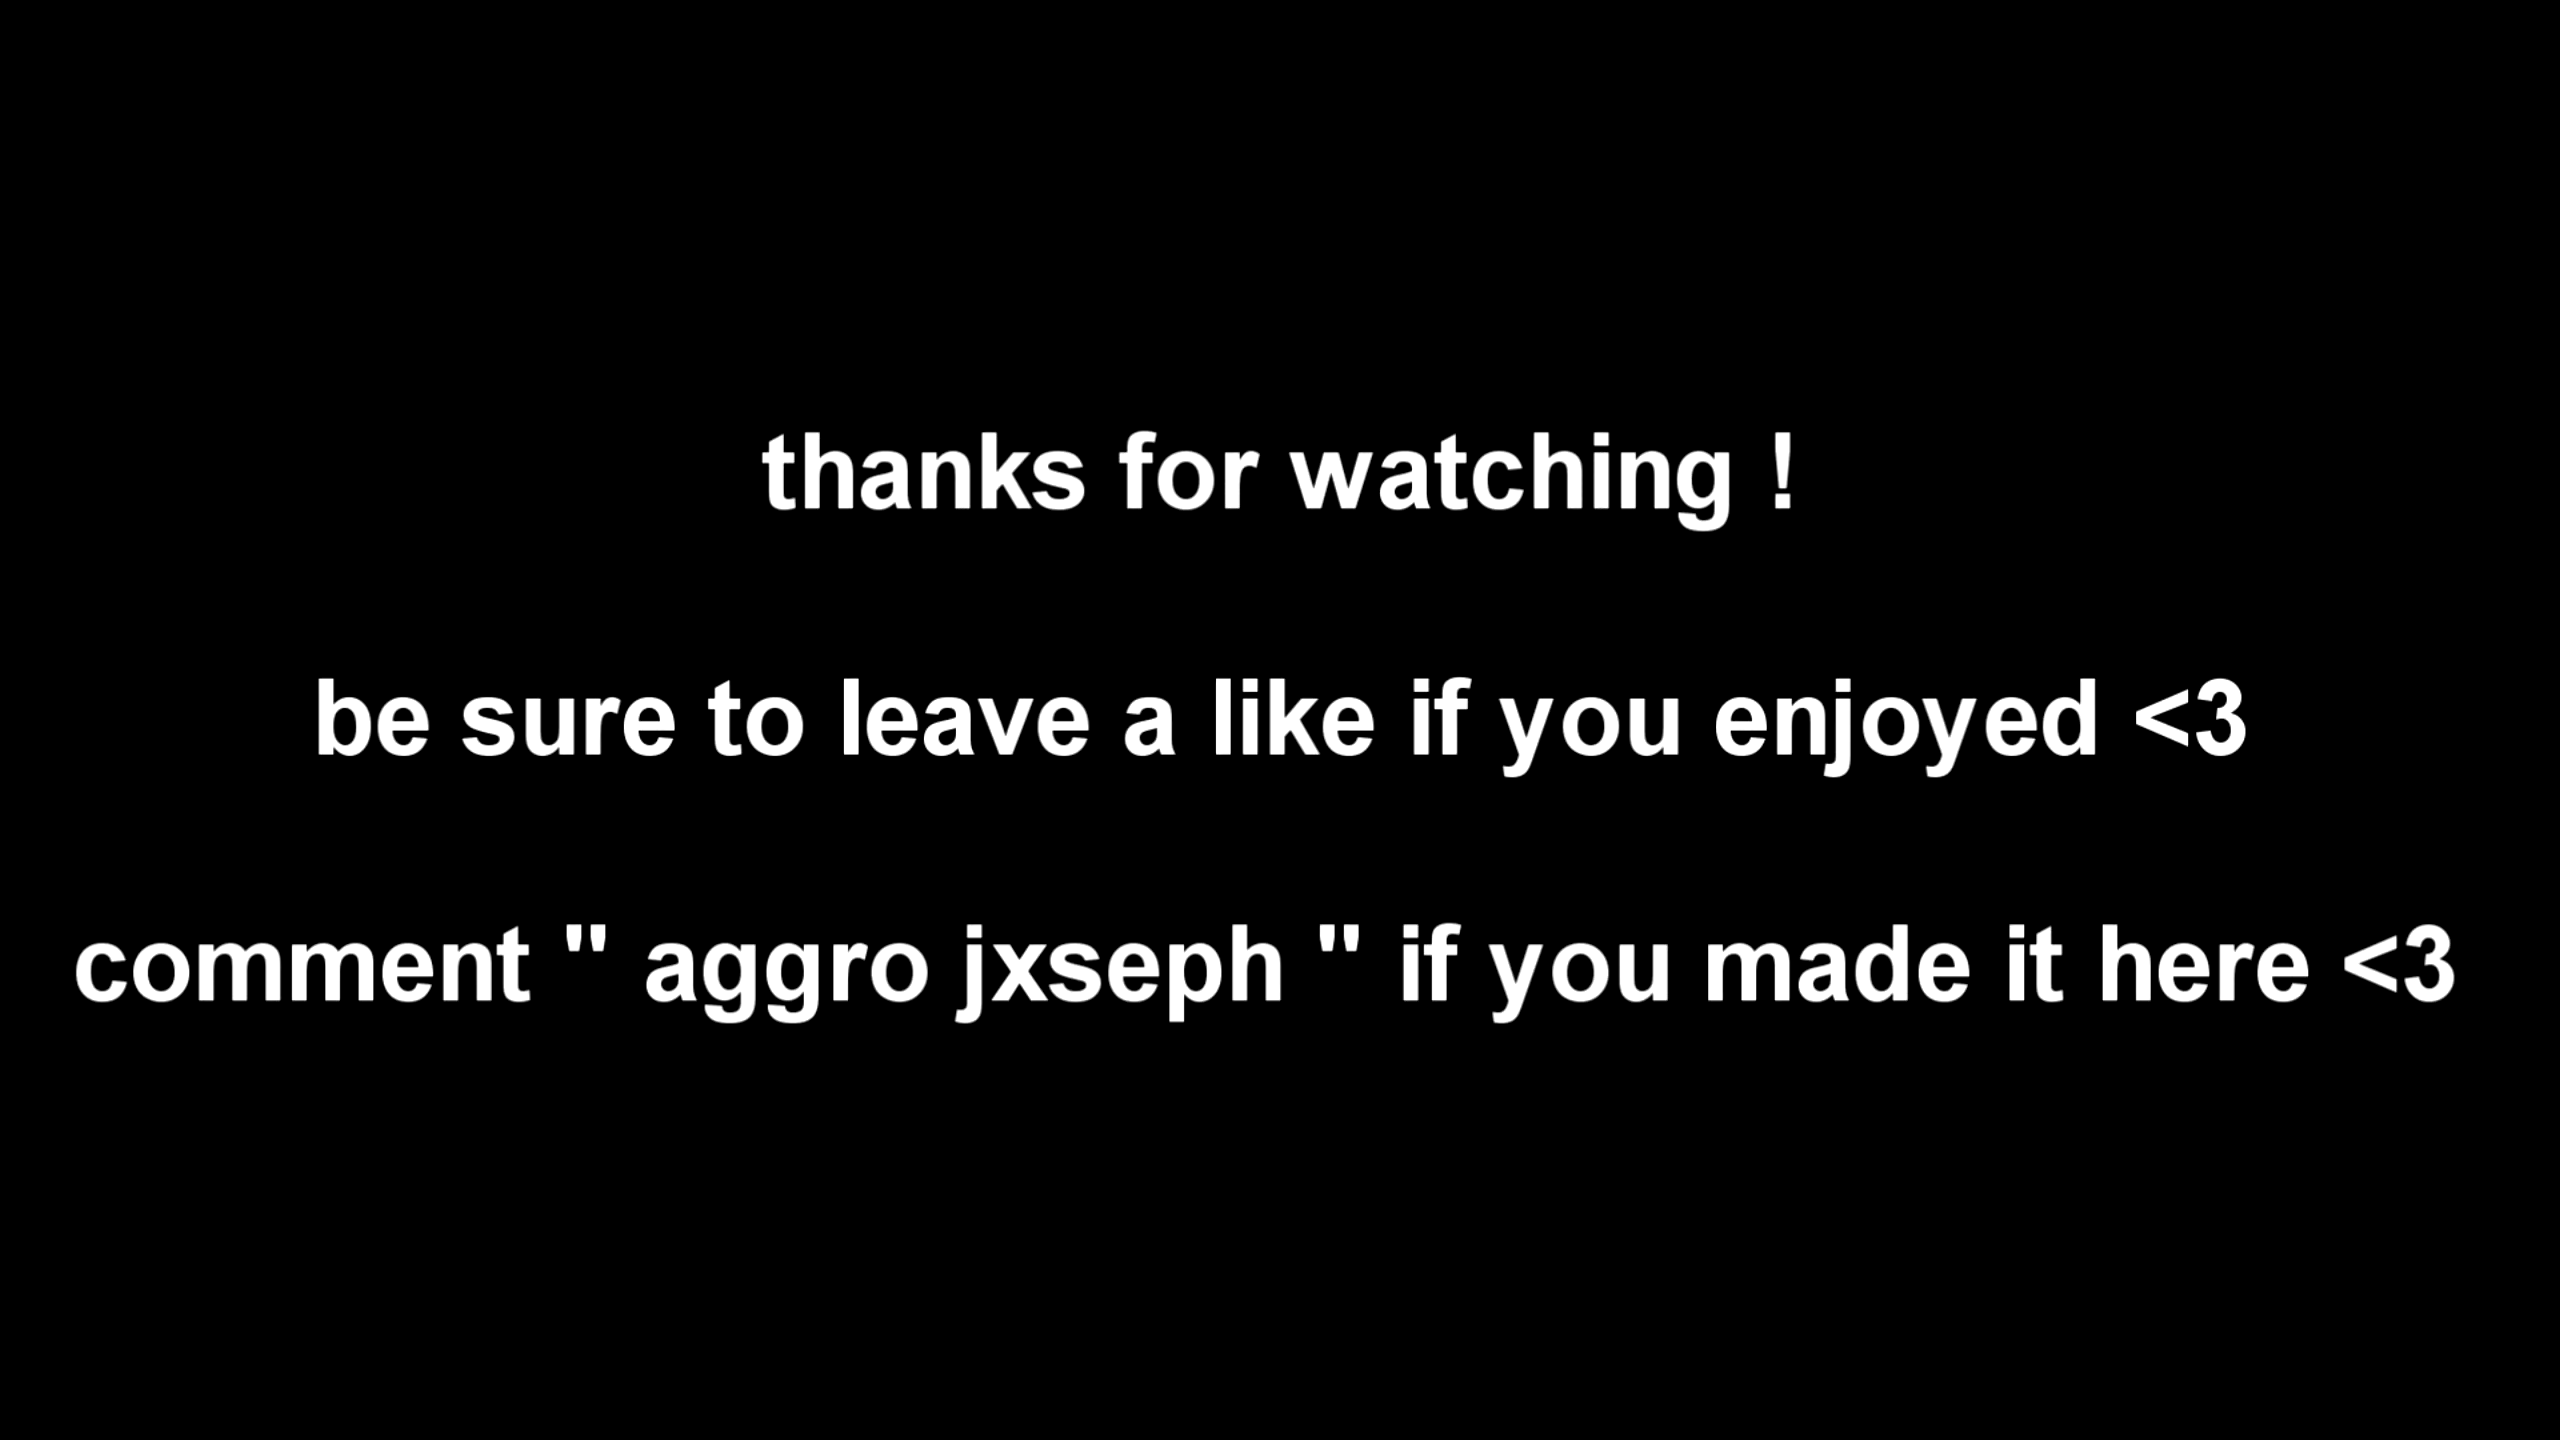 thanks for watching !
be sure to leave a like if you enjoyed <3
comment " aggro jxseph " if you made it here <3